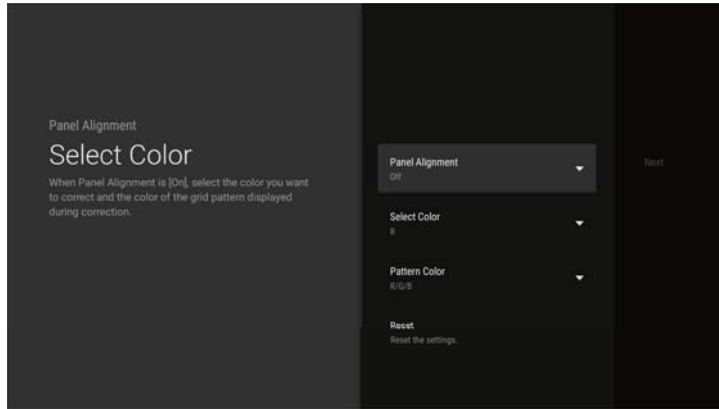 Panel Alignment
Select Color
When Panel Alignment is [On], select the color you want
to correct and the color of the grid pattern displayed
during correction.
Panel Alignment
Off
Select Color
R
Pattern Color
R/G/B
Reset
Reset the settings.
Next